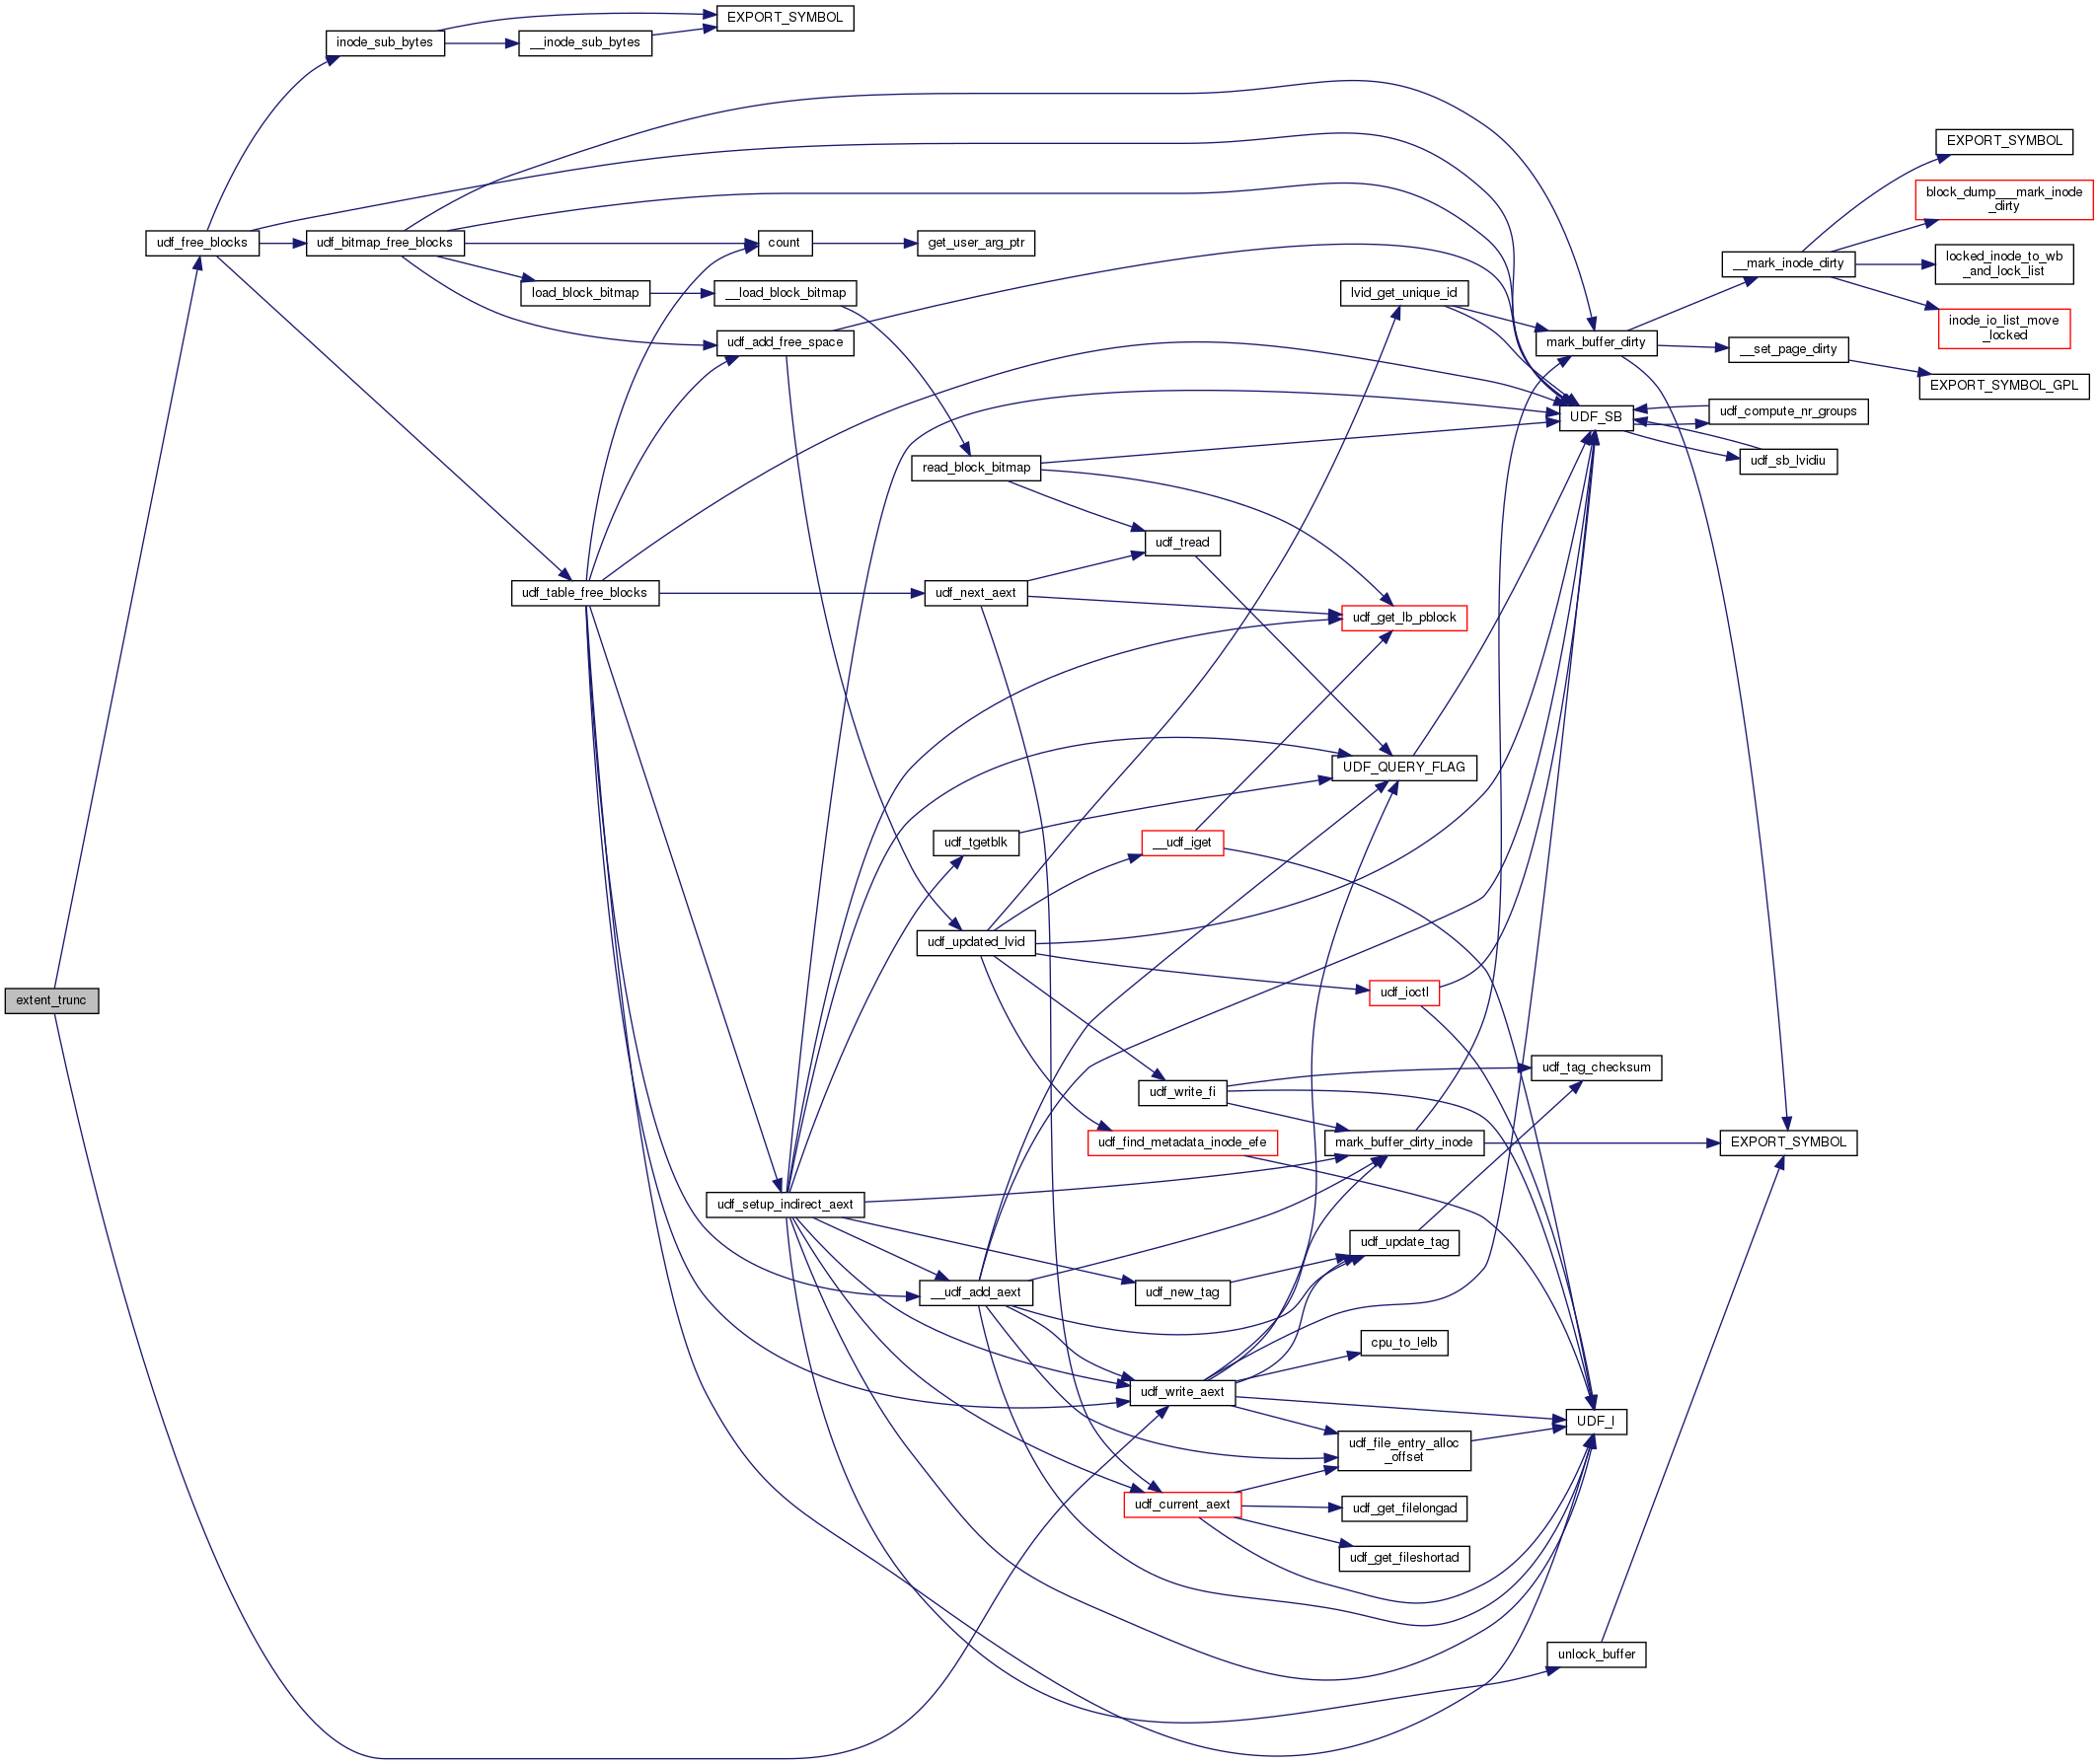 EXPORT_SYMBOL
inode_sub_bytes
__inode_sub_bytes
EXPORT_SYMBOL
block_dump___mark_inode
_dirty
udf_free_blocks
udf_bitmap_free_blocks
count
get_user_arg_ptr
__mark_inode_dirty
locked_inode_to_wb
_and_lock_list
load_block_bitmap
__load_block_bitmap
lvid_get_unique_id
inode_io_list_move
_locked
udf_add_free_space
mark_buffer_dirty
__set_page_dirty
EXPORT_SYMBOL_GPL
UDF_SB
udf_compute_nr_groups
read_block_bitmap
udf_sb_lvidiu
udf_tread
udf_table_free_blocks
udf_next_aext
udf_get_lb_pblock
UDF_QUERY_FLAG
udf_tgetblk
__udf_iget
udf_updated_lvid
extent_trunc
udf_ioctl
udf_tag_checksum
udf_write_fi
udf_find_metadata_inode_efe
mark_buffer_dirty_inode
EXPORT_SYMBOL
udf_setup_indirect_aext
udf_update_tag
__udf_add_aext
udf_new_tag
cpu_to_lelb
udf_write_aext
UDF_I
udf_file_entry_alloc
_offset
udf_current_aext
udf_get_filelongad
udf_get_fileshortad
unlock_buffer